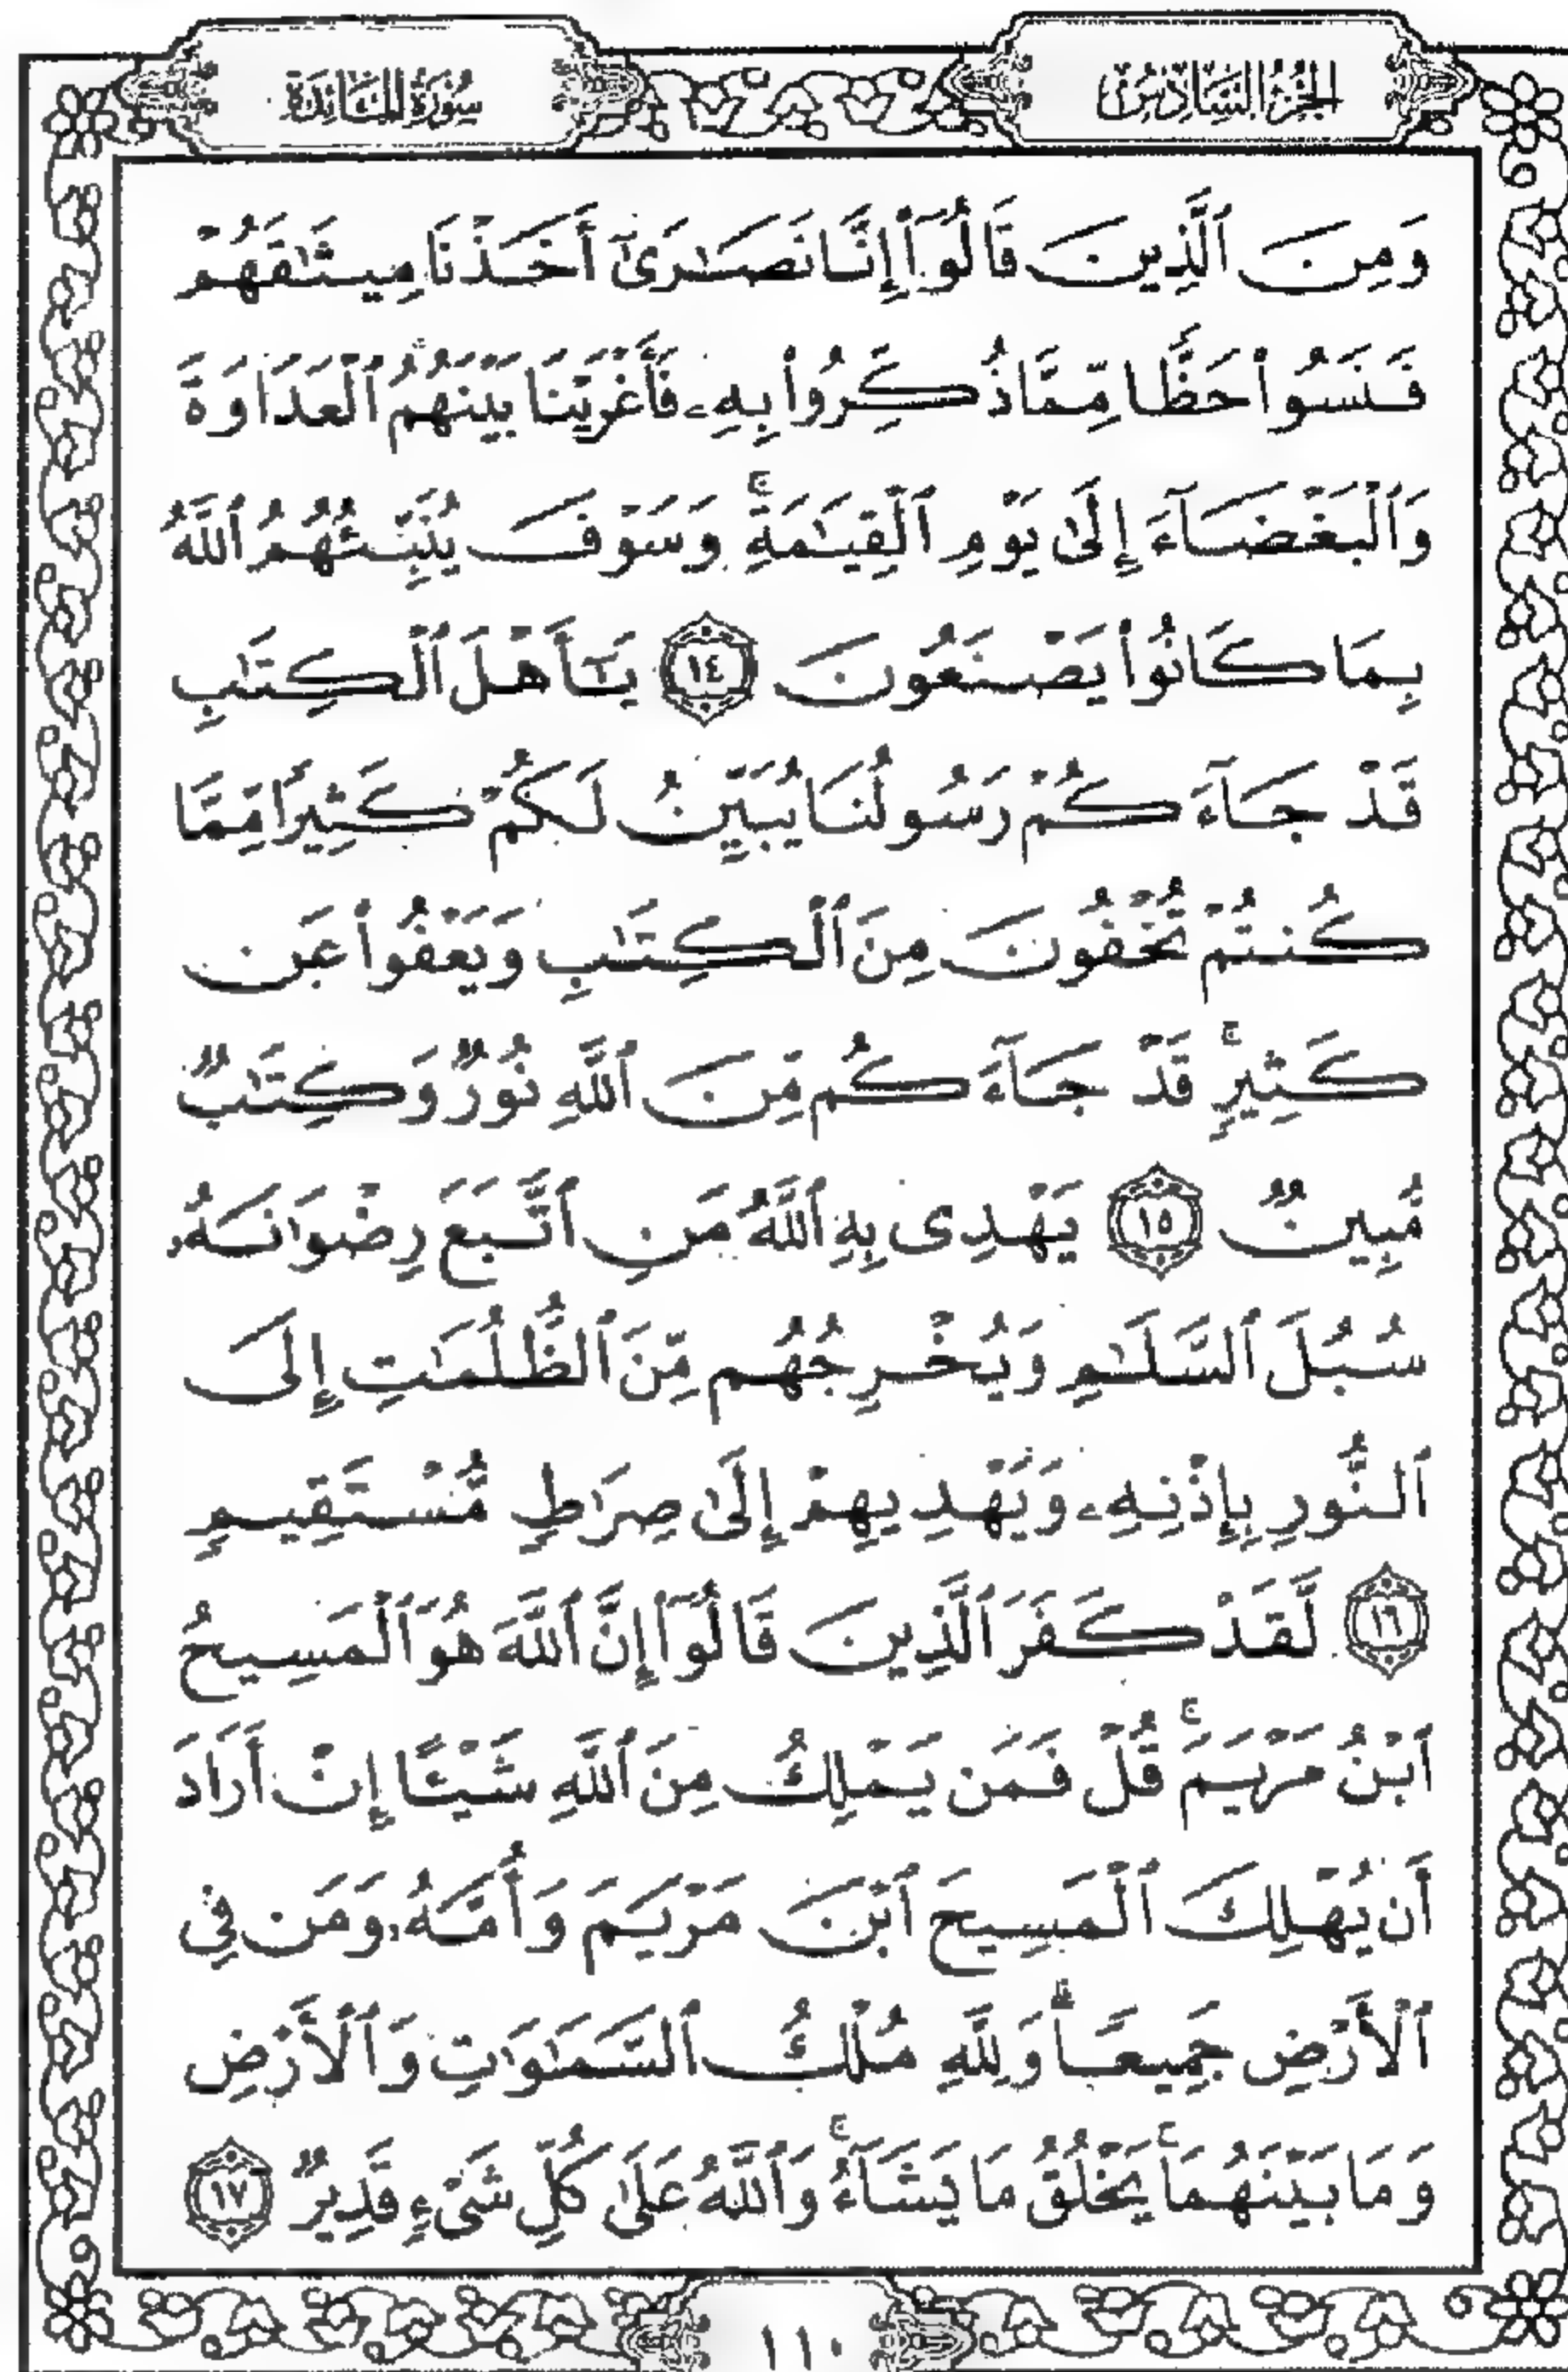 الجزء السادس
سورة المائدة
وَمِنَ ٱلَّذِينَ قَالُوٓا۟ إِنَّا نَصَـٰرَىٰٓ أَخَذْنَا مِيثَـٰقَهُمْ
فَنَسُوا۟ حَظًّا مِّمَّا ذُكِّرُوا۟ بِهِۦ فَأَغْرَيْنَا بَيْنَهُمُ ٱلْعَدَاوَةَ
وَٱلْبَغْضَآءَ إِلَىٰ يَوْمِ ٱلْقِيَـٰمَةِ ۚ وَسَوْفَ يُنَبِّئُهُمُ ٱللَّهُ
بِمَا كَانُوا۟ يَصْنَعُونَ ١٤ يَـٰٓأَهْلَ ٱلْكِتَـٰبِ
قَدْ جَآءَكُمْ رَسُولُنَا يُبَيِّنُ لَكُمْ كَثِيرًا مِّمَّا
كُنتُمْ تُخْفُونَ مِنَ ٱلْكِتَـٰبِ وَيَعْفُوا۟ عَن
كَثِيرٍ ۚ قَدْ جَآءَكُم مِّنَ ٱللَّهِ نُورٌ وَكِتَـٰبٌ
مُّبِينٌ ١٥ يَهْدِى بِهِ ٱللَّهُ مَنِ ٱتَّبَعَ رِضْوَٰنَهُۥ
سُبُلَ ٱلسَّلَـٰمِ وَيُخْرِجُهُم مِّنَ ٱلظُّلُمَـٰتِ إِلَى
ٱلنُّورِ بِإِذْنِهِۦ وَيَهْدِيهِمْ إِلَىٰ صِرَٰطٍ مُّسْتَقِيمٍ
١٦ لَّقَدْ كَفَرَ ٱلَّذِينَ قَالُوٓا۟ إِنَّ ٱللَّهَ هُوَ ٱلْمَسِيحُ
ٱبْنُ مَرْيَمَ ۚ قُلْ فَمَن يَمْلِكُ مِنَ ٱللَّهِ شَيْـًٔا إِنْ أَرَادَ
أَن يُهْلِكَ ٱلْمَسِيحَ ٱبْنَ مَرْيَمَ وَأُمَّهُۥ وَمَن فِى
ٱلْأَرْضِ جَمِيعًا ۗ وَلِلَّهِ مُلْكُ ٱلسَّمَـٰوَٰتِ وَٱلْأَرْضِ
وَمَا بَيْنَهُمَا ۚ يَخْلُقُ مَا يَشَآءُ ۚ وَٱللَّهُ عَلَىٰ كُلِّ شَىْءٍ قَدِيرٌ ١٧
١١٠